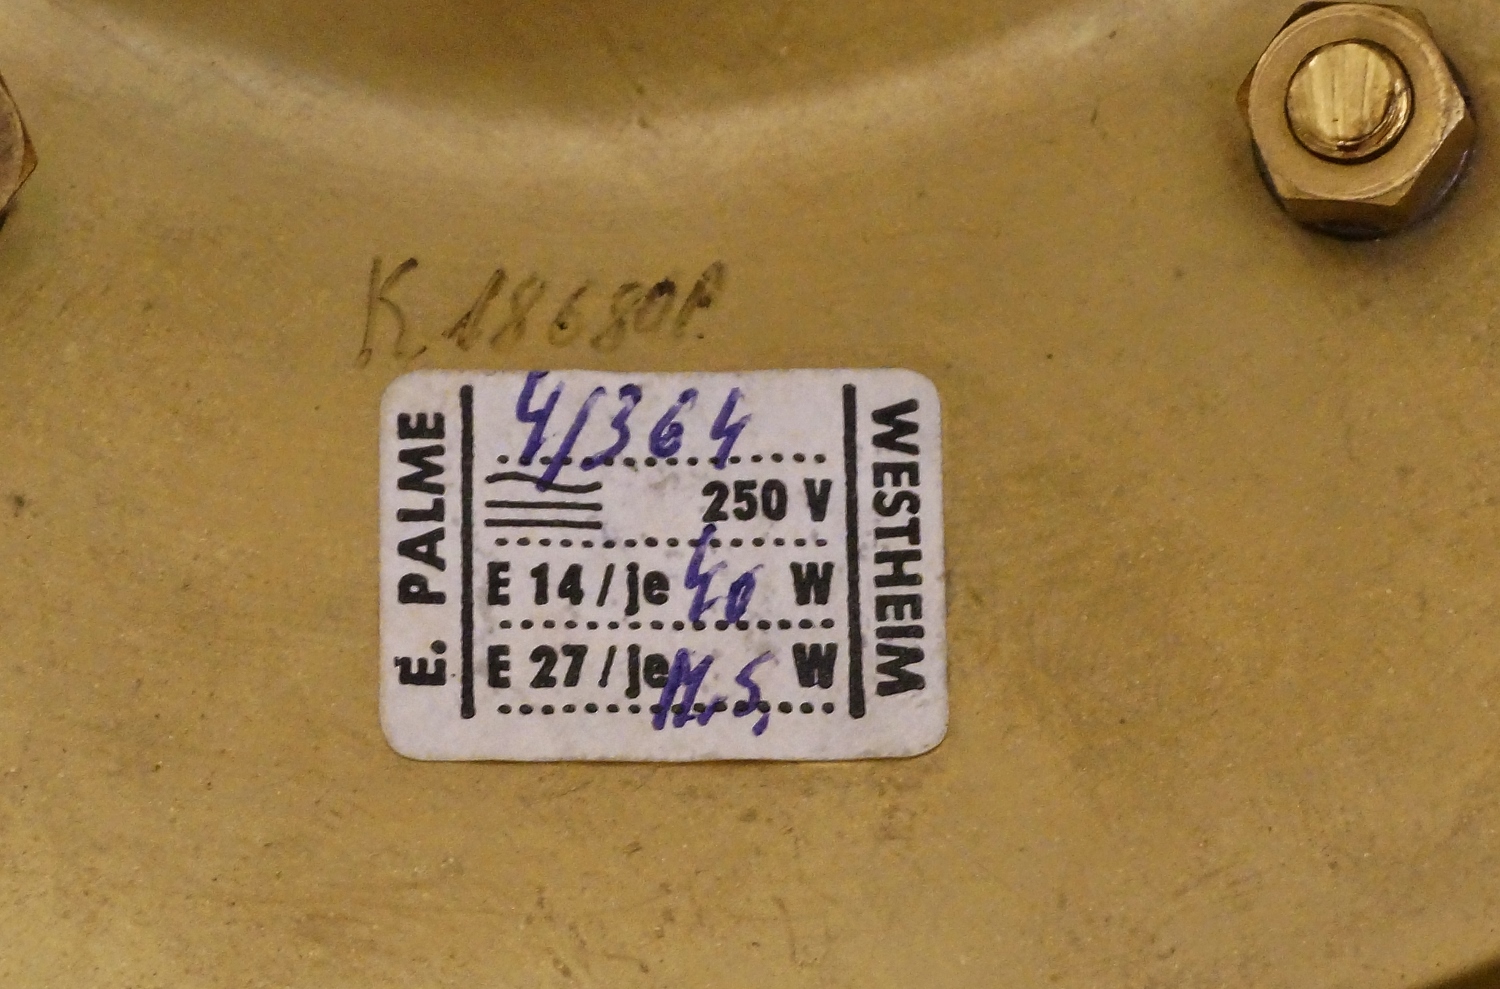 K 18680P
4/364
250 V
E. PALME
E 14 / je 40 W
WESTHEIM
E 27 / je M.S. W